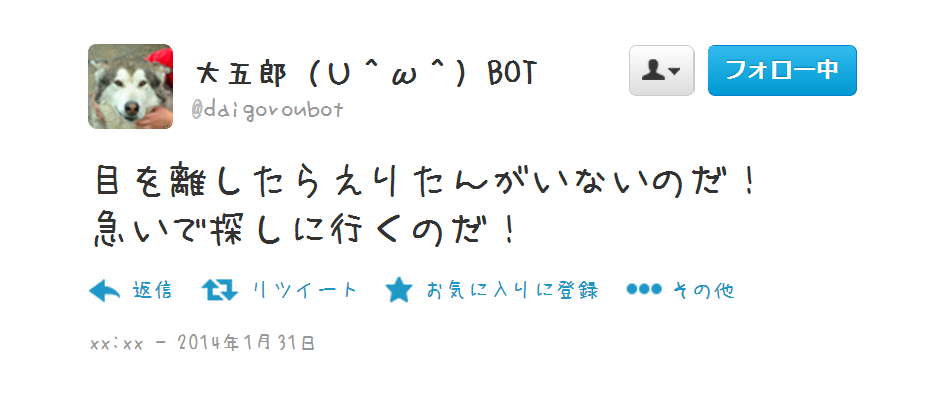 大五郎 (U＾ω＾) BOT
@daigoroubot
フォロー中
目を離したらえりたんがいないのだ！
急いで探しに行くのだ！
返信 リツイート お気に入りに登録 その他
xx:xx - 2014年1月31日